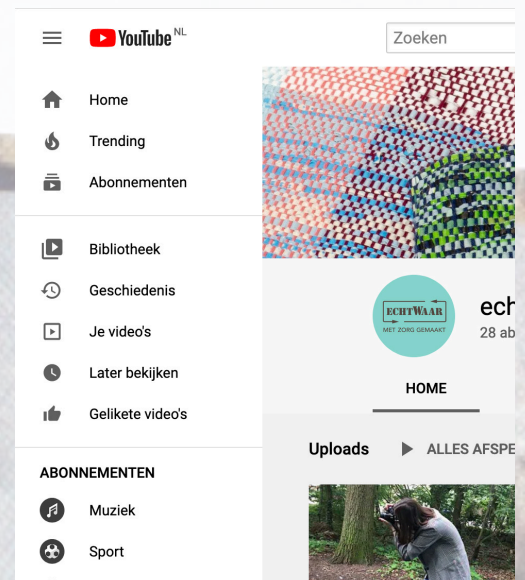 YouTube NL
Zoeken
Home
Trending
Abonnementen
Bibliotheek
Geschiedenis
Je video's
Later bekijken
Gelikete video's
ABONNEMENTEN
Muziek
Sport
ECHTWAAR
MET ZORG GEMAAKT
ech
28 ab
HOME
Uploads
ALLES AFSPE